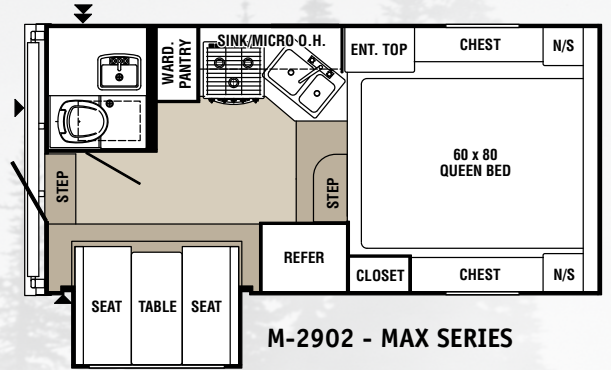 WARD.
PANTRY
SINK/MICRO O.H.
ENT. TOP
CHEST
N/S
60 x 80
QUEEN BED
STEP
STEP
REFER
CLOSET
CHEST
N/S
SEAT
TABLE
SEAT
M-2902 - MAX SERIES